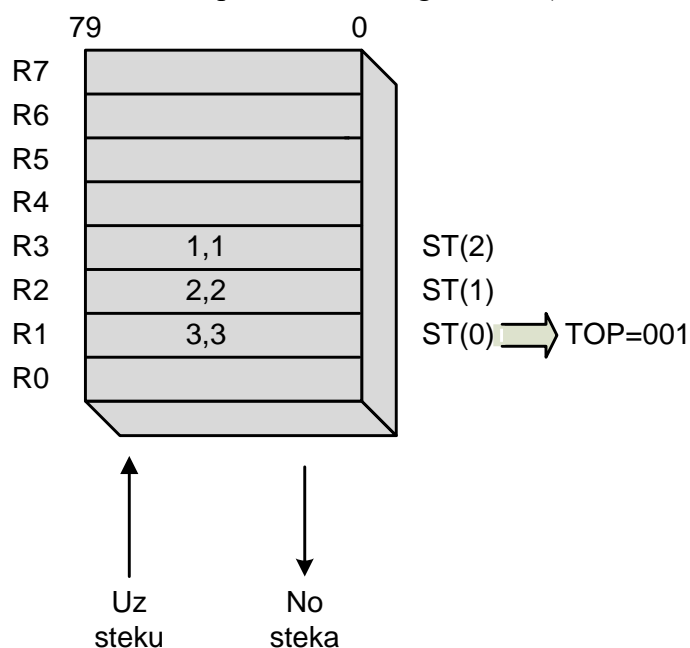 79 0
R7
R6
R5
R4
R3 1,1 ST(2)
R2 2,2 ST(1)
R1 3,3 ST(0) TOP=001
R0
Uz No
steku steka